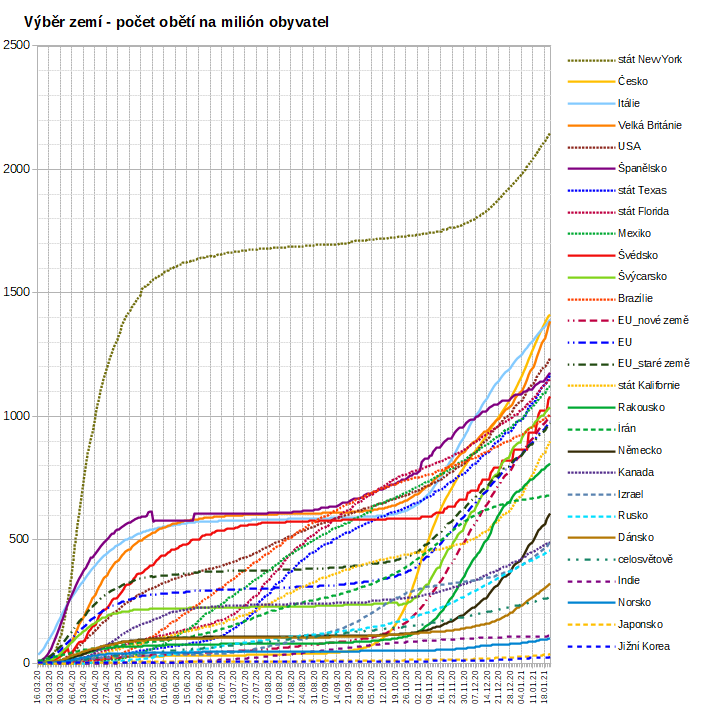 Výběr zemí - počet obětí na milión obyvatel
2500
2000
1500
1000
500
0
stát NewYork
Česko
Itálie
Velká Británie
USA
Španělsko
stát Texas
stát Florida
Mexiko
Švédsko
Švýcarsko
Brazílie
EU_nové země
EU
EU_staré země
stát Kalifornie
Rakousko
Írán
Německo
Kanada
Izrael
Rusko
Dánsko
celosvětově
Indie
Norsko
Japonsko
Jižní Korea
16.03.20
23.03.20
30.03.20
06.04.20
13.04.20
20.04.20
27.04.20
04.05.20
11.05.20
18.05.20
25.05.20
01.06.20
08.06.20
15.06.20
22.06.20
29.06.20
06.07.20
13.07.20
20.07.20
27.07.20
03.08.20
10.08.20
17.08.20
24.08.20
31.08.20
07.09.20
14.09.20
21.09.20
28.09.20
05.10.20
12.10.20
19.10.20
26.10.20
02.11.20
09.11.20
16.11.20
23.11.20
30.11.20
07.12.20
14.12.20
21.12.20
28.12.20
04.01.21
11.01.21
18.01.21